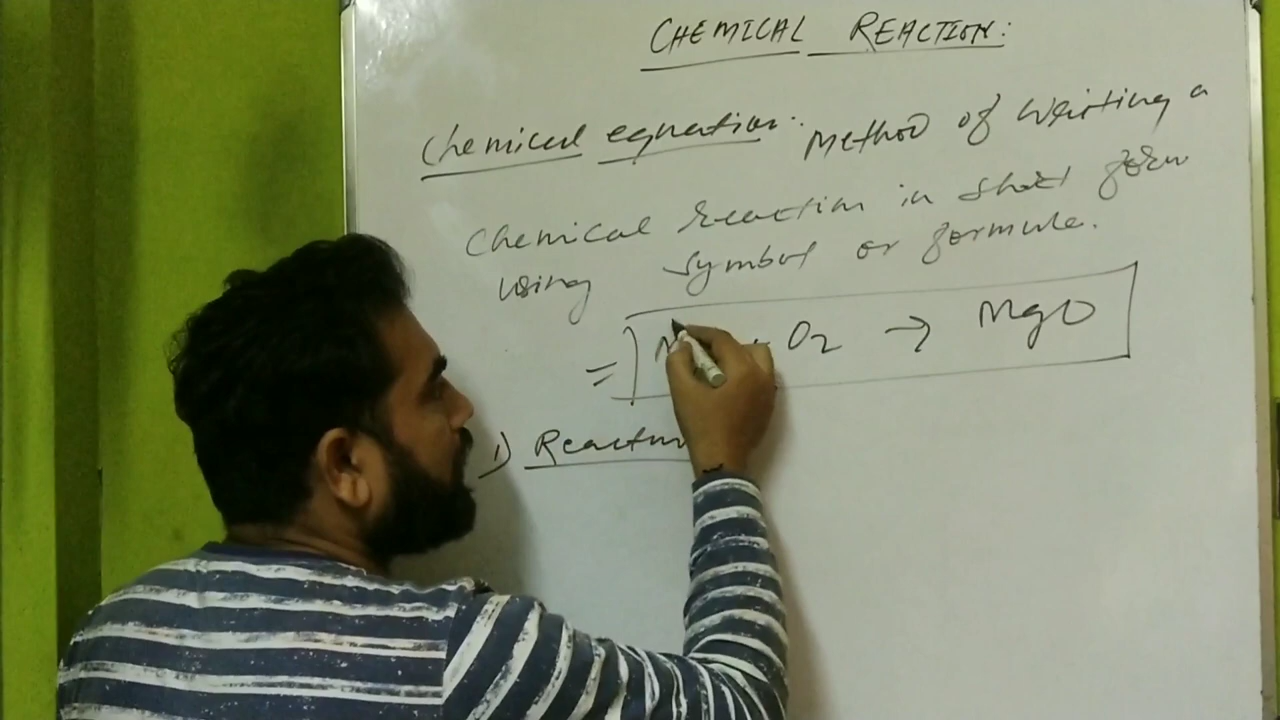 CHEMICAL REACTION:
Chemical equation: Method of writing a
Chemical reaction in short form
using symbol or formula.
= O2 → MgO
1) Reactan